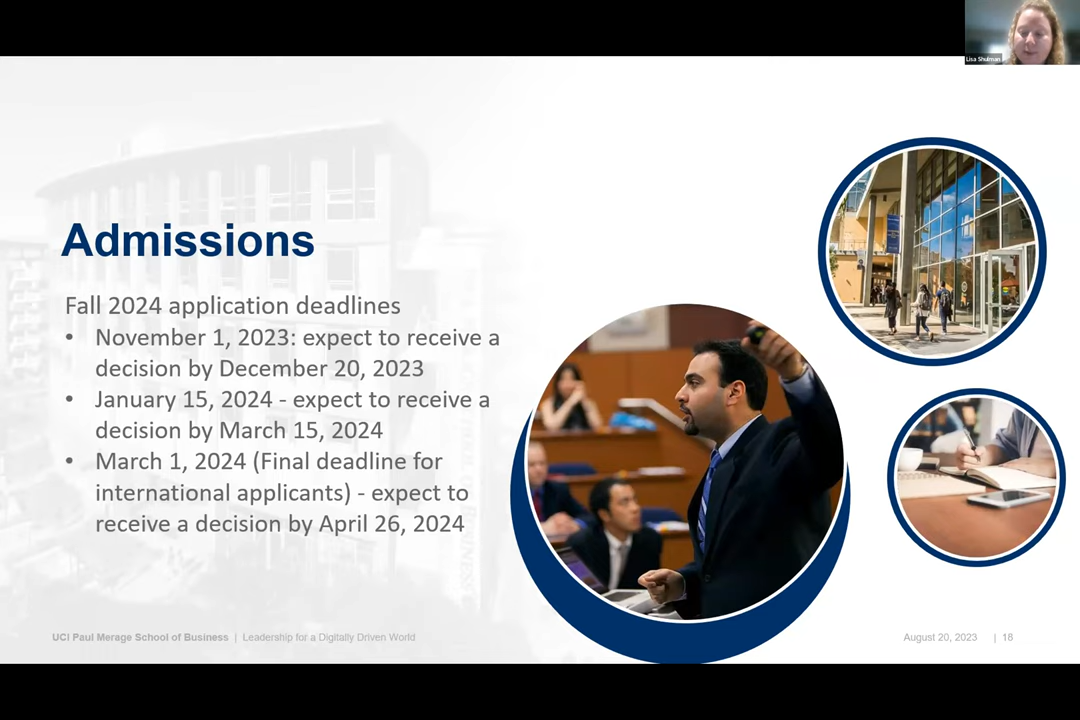 Lisa Shulman
Admissions
Fall 2024 application deadlines
• November 1, 2023: expect to receive a
decision by December 20, 2023
• January 15, 2024 - expect to receive a
decision by March 15, 2024
• March 1, 2024 (Final deadline for
international applicants) - expect to
receive a decision by April 26, 2024
UCI Paul Merage School of Business | Leadership for a Digitally Driven World
August 20, 2023 | 18